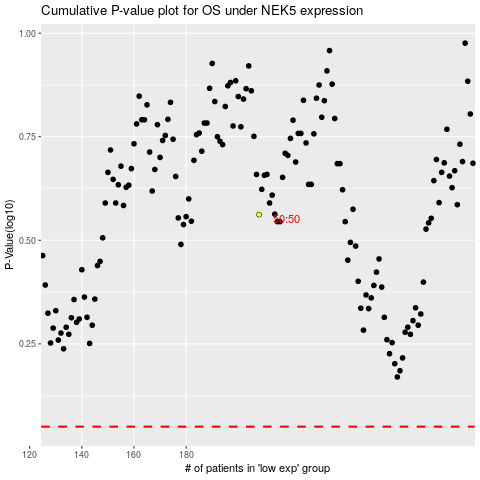 Cumulative P-value plot for OS under NEK5 expression
1.00
0.75
0.50
0.25
P-Value(log10)
50:50
120 140 160 180
# of patients in 'low exp' group